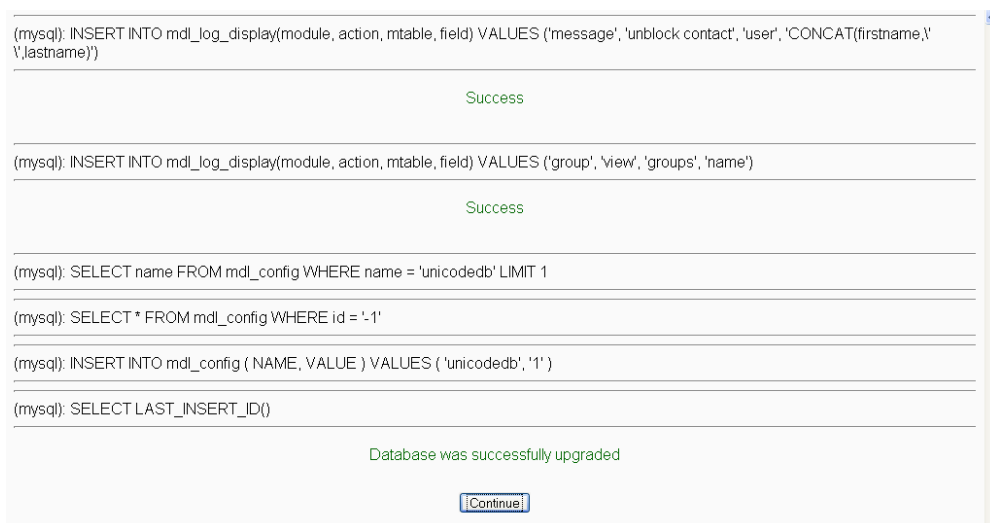 (mysql): INSERT INTO mdl_log_display(module, action, mtable, field) VALUES ('message', 'unblock contact', 'user', 'CONCAT(firstname,\'
\',lastname)')
Success
(mysql): INSERT INTO mdl_log_display(module, action, mtable, field) VALUES ('group', 'view', 'groups', 'name')
Success
(mysql): SELECT name FROM mdl_config WHERE name = 'unicodedb' LIMIT 1
(mysql): SELECT * FROM mdl_config WHERE id = '-1'
(mysql): INSERT INTO mdl_config ( NAME, VALUE ) VALUES ( 'unicodedb', '1' )
(mysql): SELECT LAST_INSERT_ID()
Database was successfully upgraded
Continue